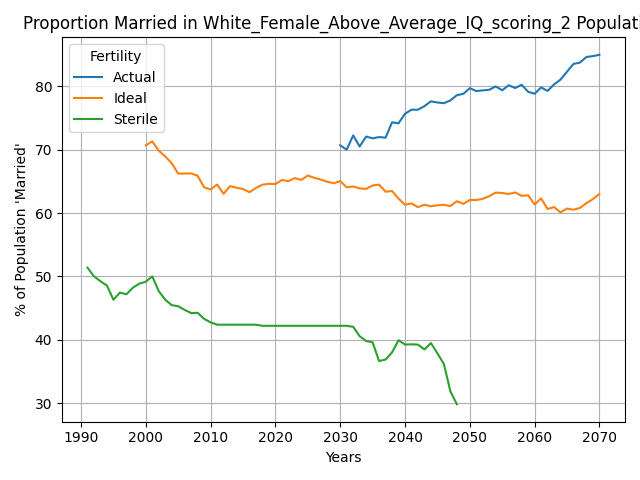 Proportion Married in White_Female_Above_Average_IQ_scoring_2 Populati
Fertility
Actual
Ideal
Sterile
% of Population 'Married'
80
70
60
50
40
30
1990 2000 2010 2020 2030 2040 2050 2060 2070
Years